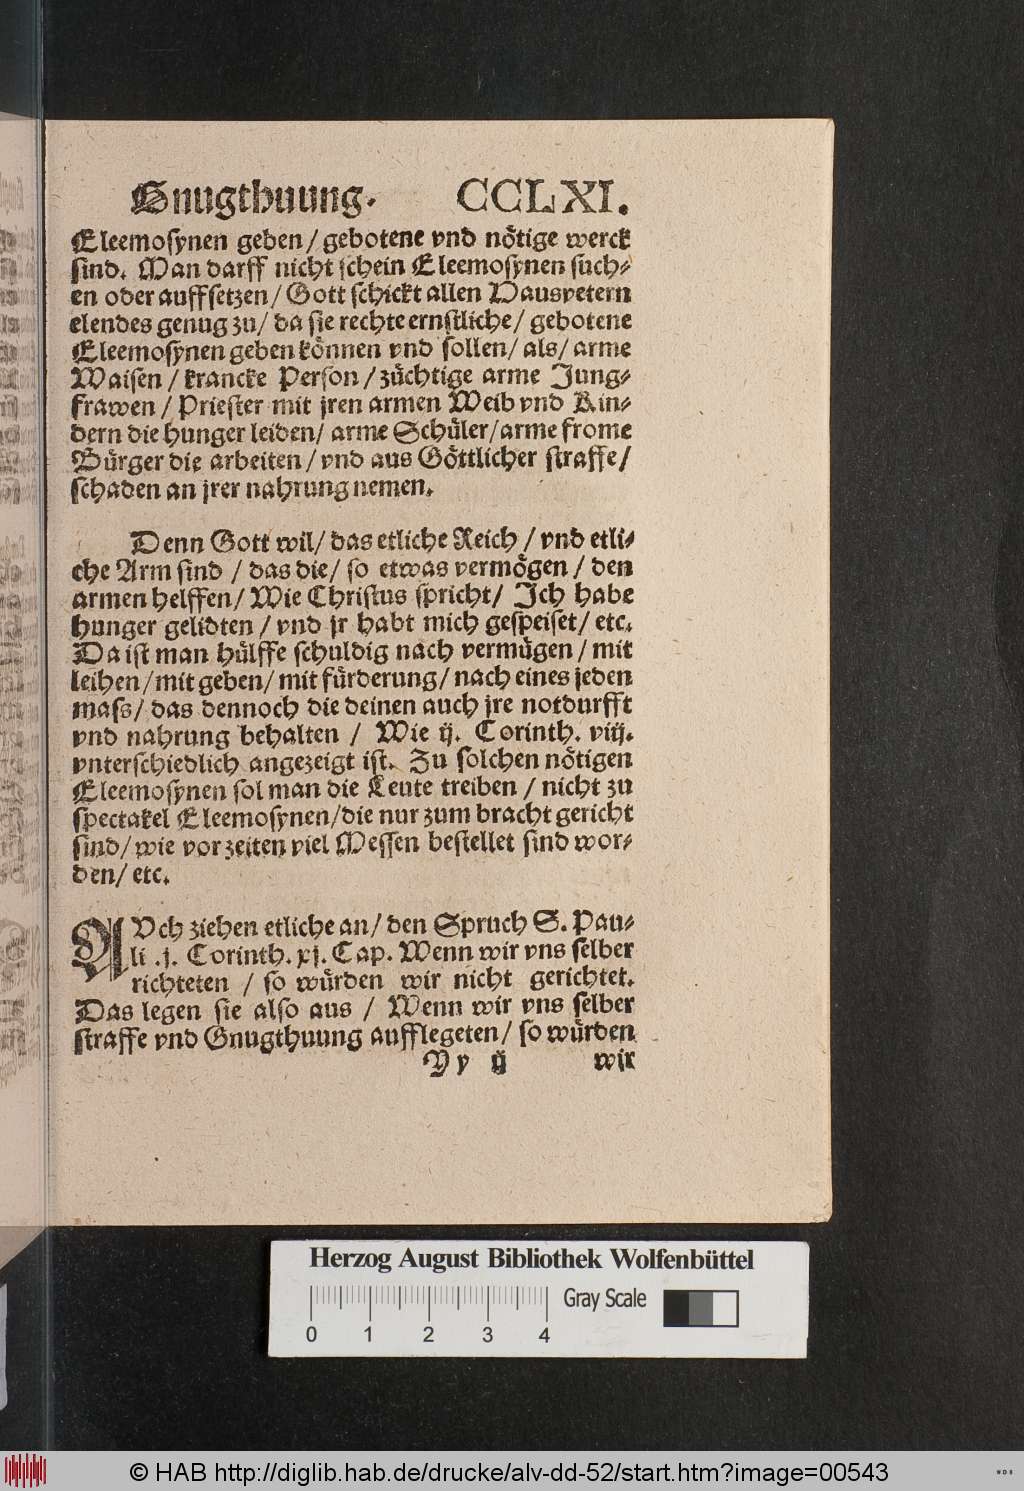 Gnugthuung. CCLXI.
Eleemosynen geben / gebotene vnd nötige werck
sind. Man darff nicht schein Eleemosynen such-
en oder auffsetzen / Gott schickt allen Hausvetern
elendes genug zu / da sie rechte ernstliche / gebotene
Eleemosynen geben können vnd sollen / als / arme
Waisen / krancke Person / züchtige arme Jung-
frawen / Priester mit jren armen Weib vnd Kin-
dern die hunger leiden / arme Schüler / arme frome
Bürger die arbeiten / vnd aus Göttlicher straffe /
schaden an jrer nahrung nemen.
Denn Gott wil / das etliche Reich / vnd etli-
che Arm sind / das die / so etwas vermögen / den
armen helffen / Wie Christus spricht / Ich habe
hunger gelidten / vnd jr habt mich gespeiset / etc.
Da ist man hülffe schuldig nach vermügen / mit
leihen / mit geben / mit fürderung / nach eines jeden
mass / das dennoch die deinen auch jre notdurfft
vnd nahrung behalten / Wie ij. Corinth. viij.
vnterschiedlich angezeigt ist. Zu solchen nötigen
Eleemosynen sol man die Leute treiben / nicht zu
spectakel Eleemosynen / die nur zum bracht gericht
sind / wie vor zeiten viel Messen bestellet sind wor-
den / etc.
AVch ziehen etliche an / den Spruch S. Pau-
li .j. Corinth. xj. Cap. Wenn wir vns selber
richteten / so würden wir nicht gerichtet.
Das legen sie also aus / Wenn wir vns selber
straffe vnd Gnugthuung aufflegeten / so würden
Yy ij wir
Herzog August Bibliothek Wolfenbüttel
Gray Scale
0 1 2 3 4
© HAB http://diglib.hab.de/drucke/alv-dd-52/start.htm?image=00543